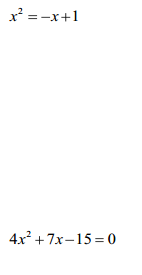 x² = −x+1
4x² + 7x−15 = 0